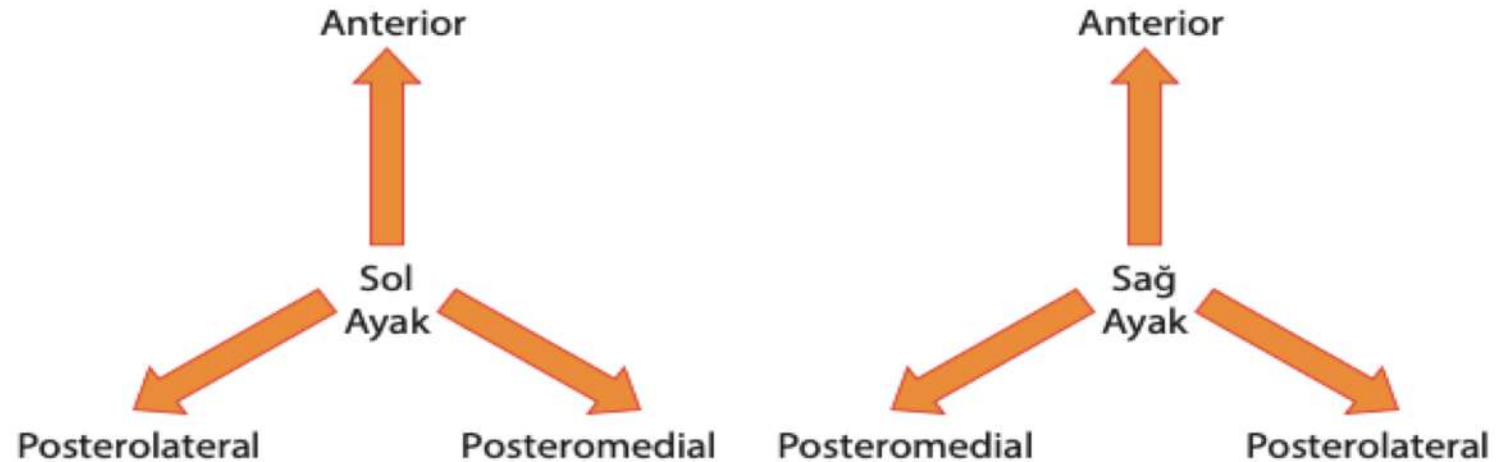 Anterior
Sol
Ayak
Posterolateral
Posteromedial
Anterior
Sağ
Ayak
Posteromedial
Posterolateral